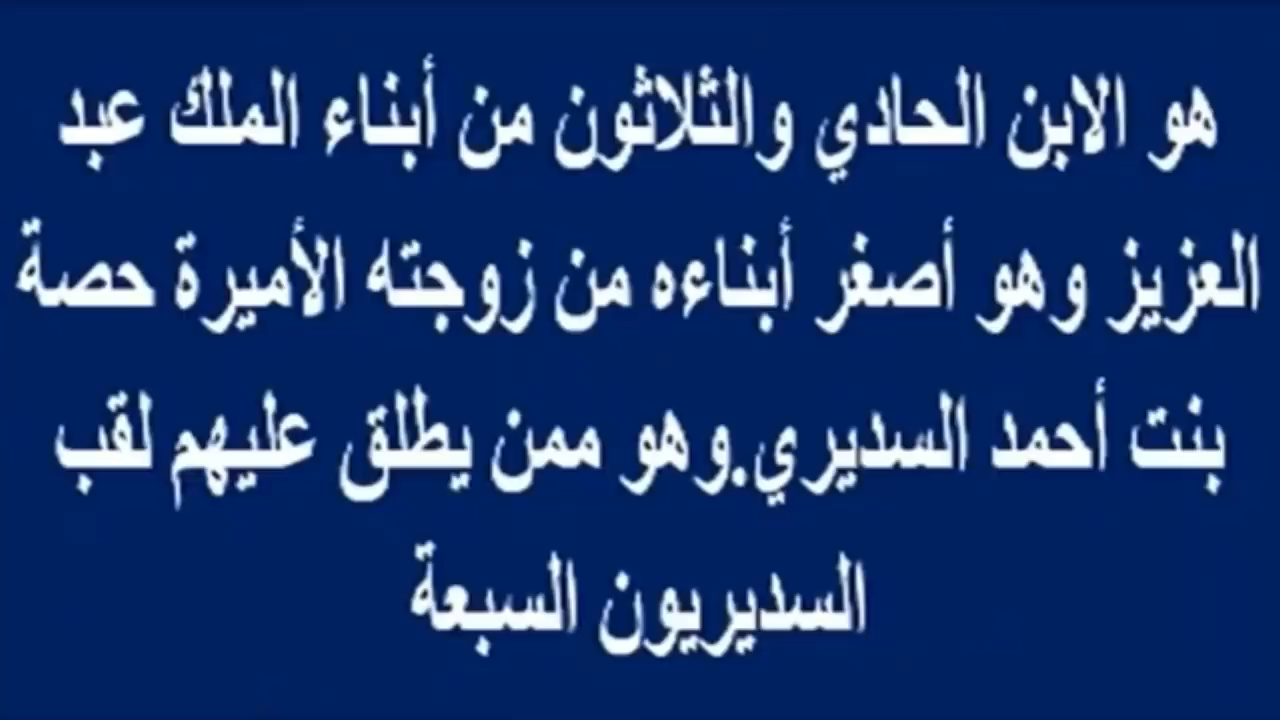 هو الابن الحادي والثلاثون من أبناء الملك عبد
العزيز وهو أصغر أبناءه من زوجته الأميرة حصة
بنت أحمد السديري.وهو ممن يطلق عليهم لقب
السديريون السبعة